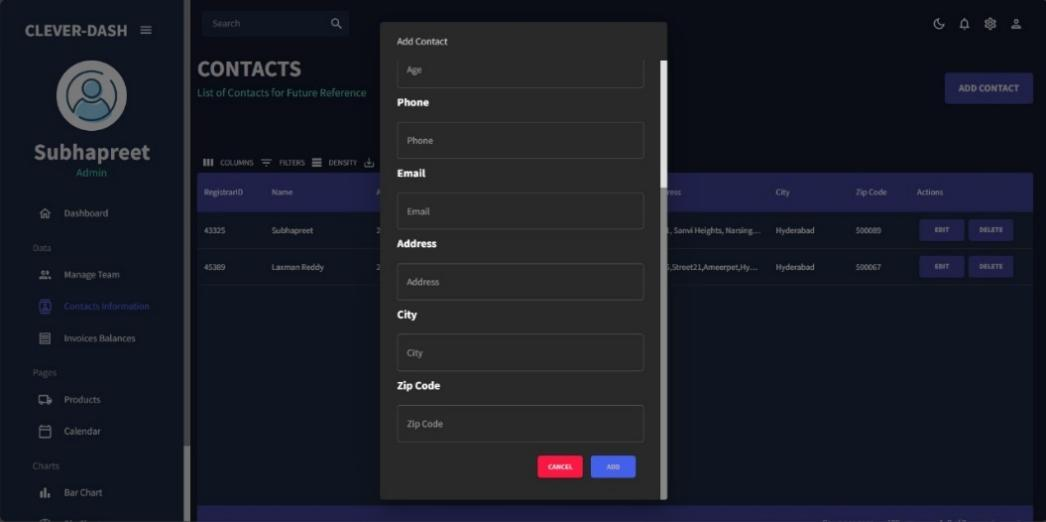 CLEVER-DASH
Subhapreet
Admin
Dashboard
Data
Manage Team
Contacts Information
Invoices Balances
Pages
Products
Calendar
Charts
Bar Chart
Search
CONTACTS
List of Contacts for Future Reference
ADD CONTACT
COLUMNS FILTERS DENSITY
RegistrarID Name City Zip Code Actions
43325 Subhapreet Sanvi Heights, Narsing... Hyderabad 500089 EDIT DELETE
45389 Laxman Reddy Street21,Ameerpet,Hy... Hyderabad 500067 EDIT DELETE
Add Contact
Age
Phone
Phone
Email
Email
Address
Address
City
City
Zip Code
Zip Code
CANCEL ADD